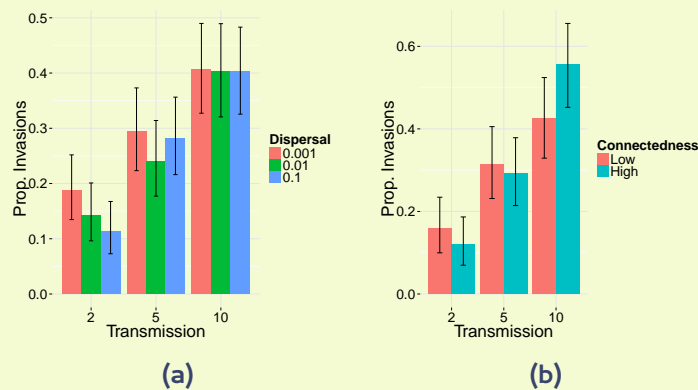 Prop. Invasions
0.5
0.4
0.3
0.2
0.1
0.0
2
5
10
Transmission
Dispersal
0.001
0.01
0.1
(a)
Prop. Invasions
0.6
0.4
0.2
0.0
2
5
10
Transmission
Connectedness
Low
High
(b)